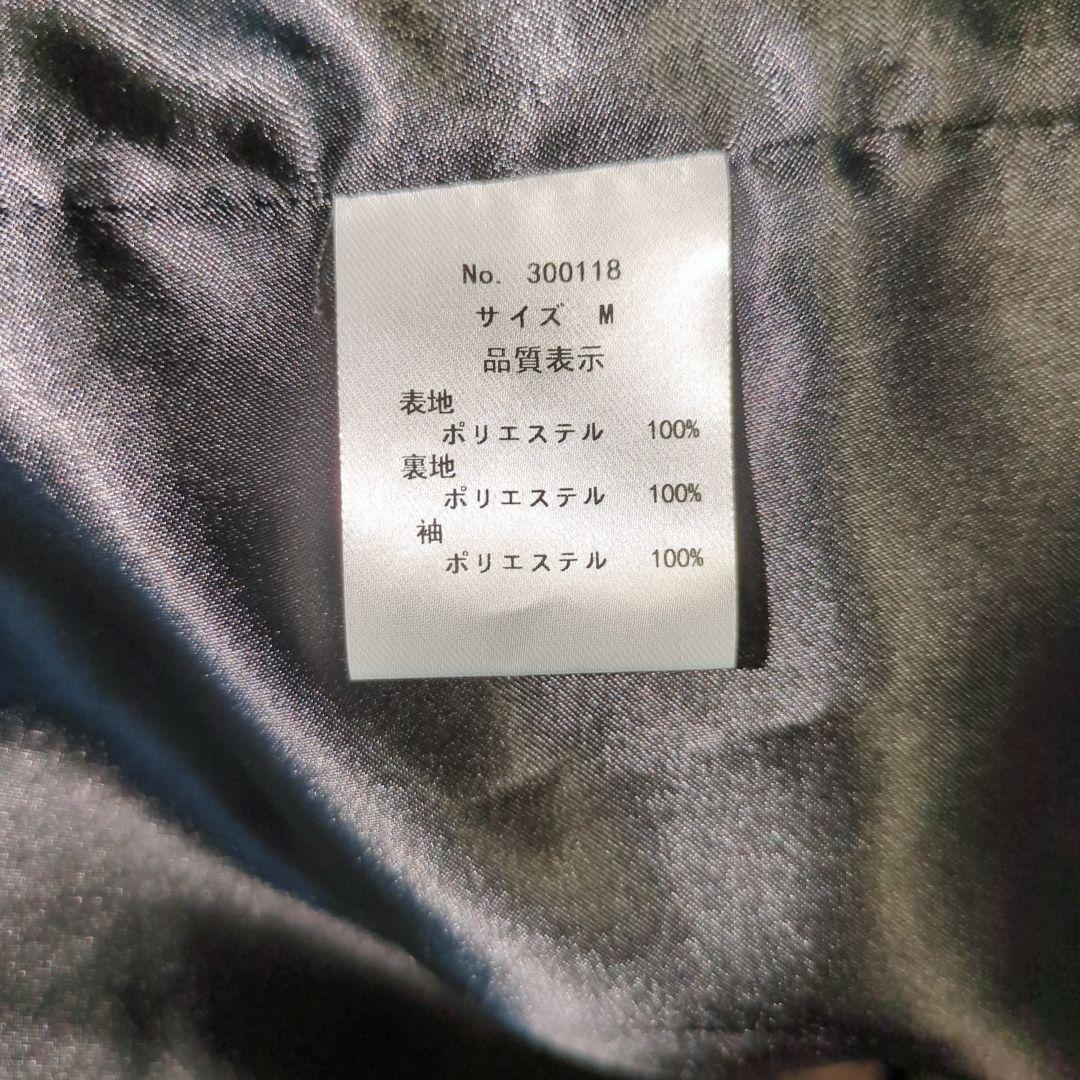 No. 300118
サイズ M
品質表示
表地
ポリエステル 100%
裏地
ポリエステル 100%
袖
ポリエステル 100%